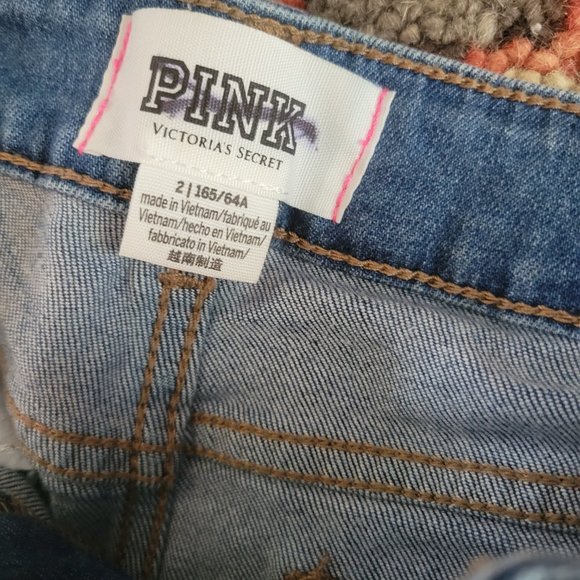 PINK
VICTORIA'S SECRET
2 | 165/64A
made in Vietnam/fabriqué au
Vietnam/hecho en Vietnam/
fabbricato in Vietnam/
越南制造